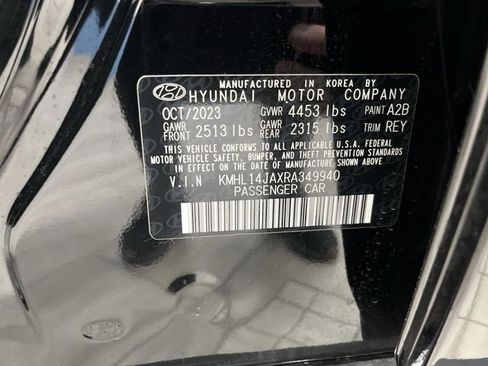 MANUFACTURED IN KOREA BY
HYUNDAI MOTOR COMPANY
OCT/2023 GVWR 4453 lbs PAINT A2B
GAWR FRONT 2513 lbs GAWR REAR 2315 lbs TRIM REY
THIS VEHICLE CONFORMS TO ALL APPLICABLE U.S.A. FEDERAL
MOTOR VEHICLE SAFETY, BUMPER, AND THEFT PREVENTION STANDARDS
IN EFFECT ON THE DATE OF MANUFACTURE SHOWN ABOVE.
V.I.N KMHL14JAXRA349940
PASSENGER CAR